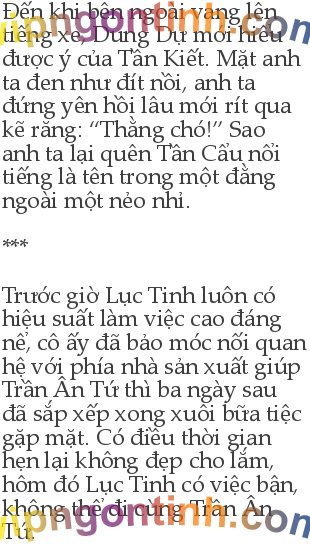 Đến khi bên ngoài vang lên
tiếng xe, Dung Dự mới hiểu
được ý của Tần Kiết. Mặt anh
ta đen như đít nồi, anh ta
đứng yên hồi lâu mới rít qua
kẽ răng: “Thằng chó!” Sao
anh ta lại quên Tần Cẩu nổi
tiếng là tên trong một đằng
ngoài một nẻo nhỉ.
***
Trước giờ Lục Tinh luôn có
hiệu suất làm việc cao đáng
nể, cô ấy đã bảo móc nối quan
hệ với phía nhà sản xuất giúp
Trần Ân Tứ thì ba ngày sau
đã sắp xếp xong xuôi bữa tiệc
gặp mặt. Có điều thời gian
hẹn lại không đẹp cho lắm,
hôm đó Lục Tinh có việc bận,
không thể đi cùng Trần Ân
Tứ.
vipngontinh.com
vipngontinh.com